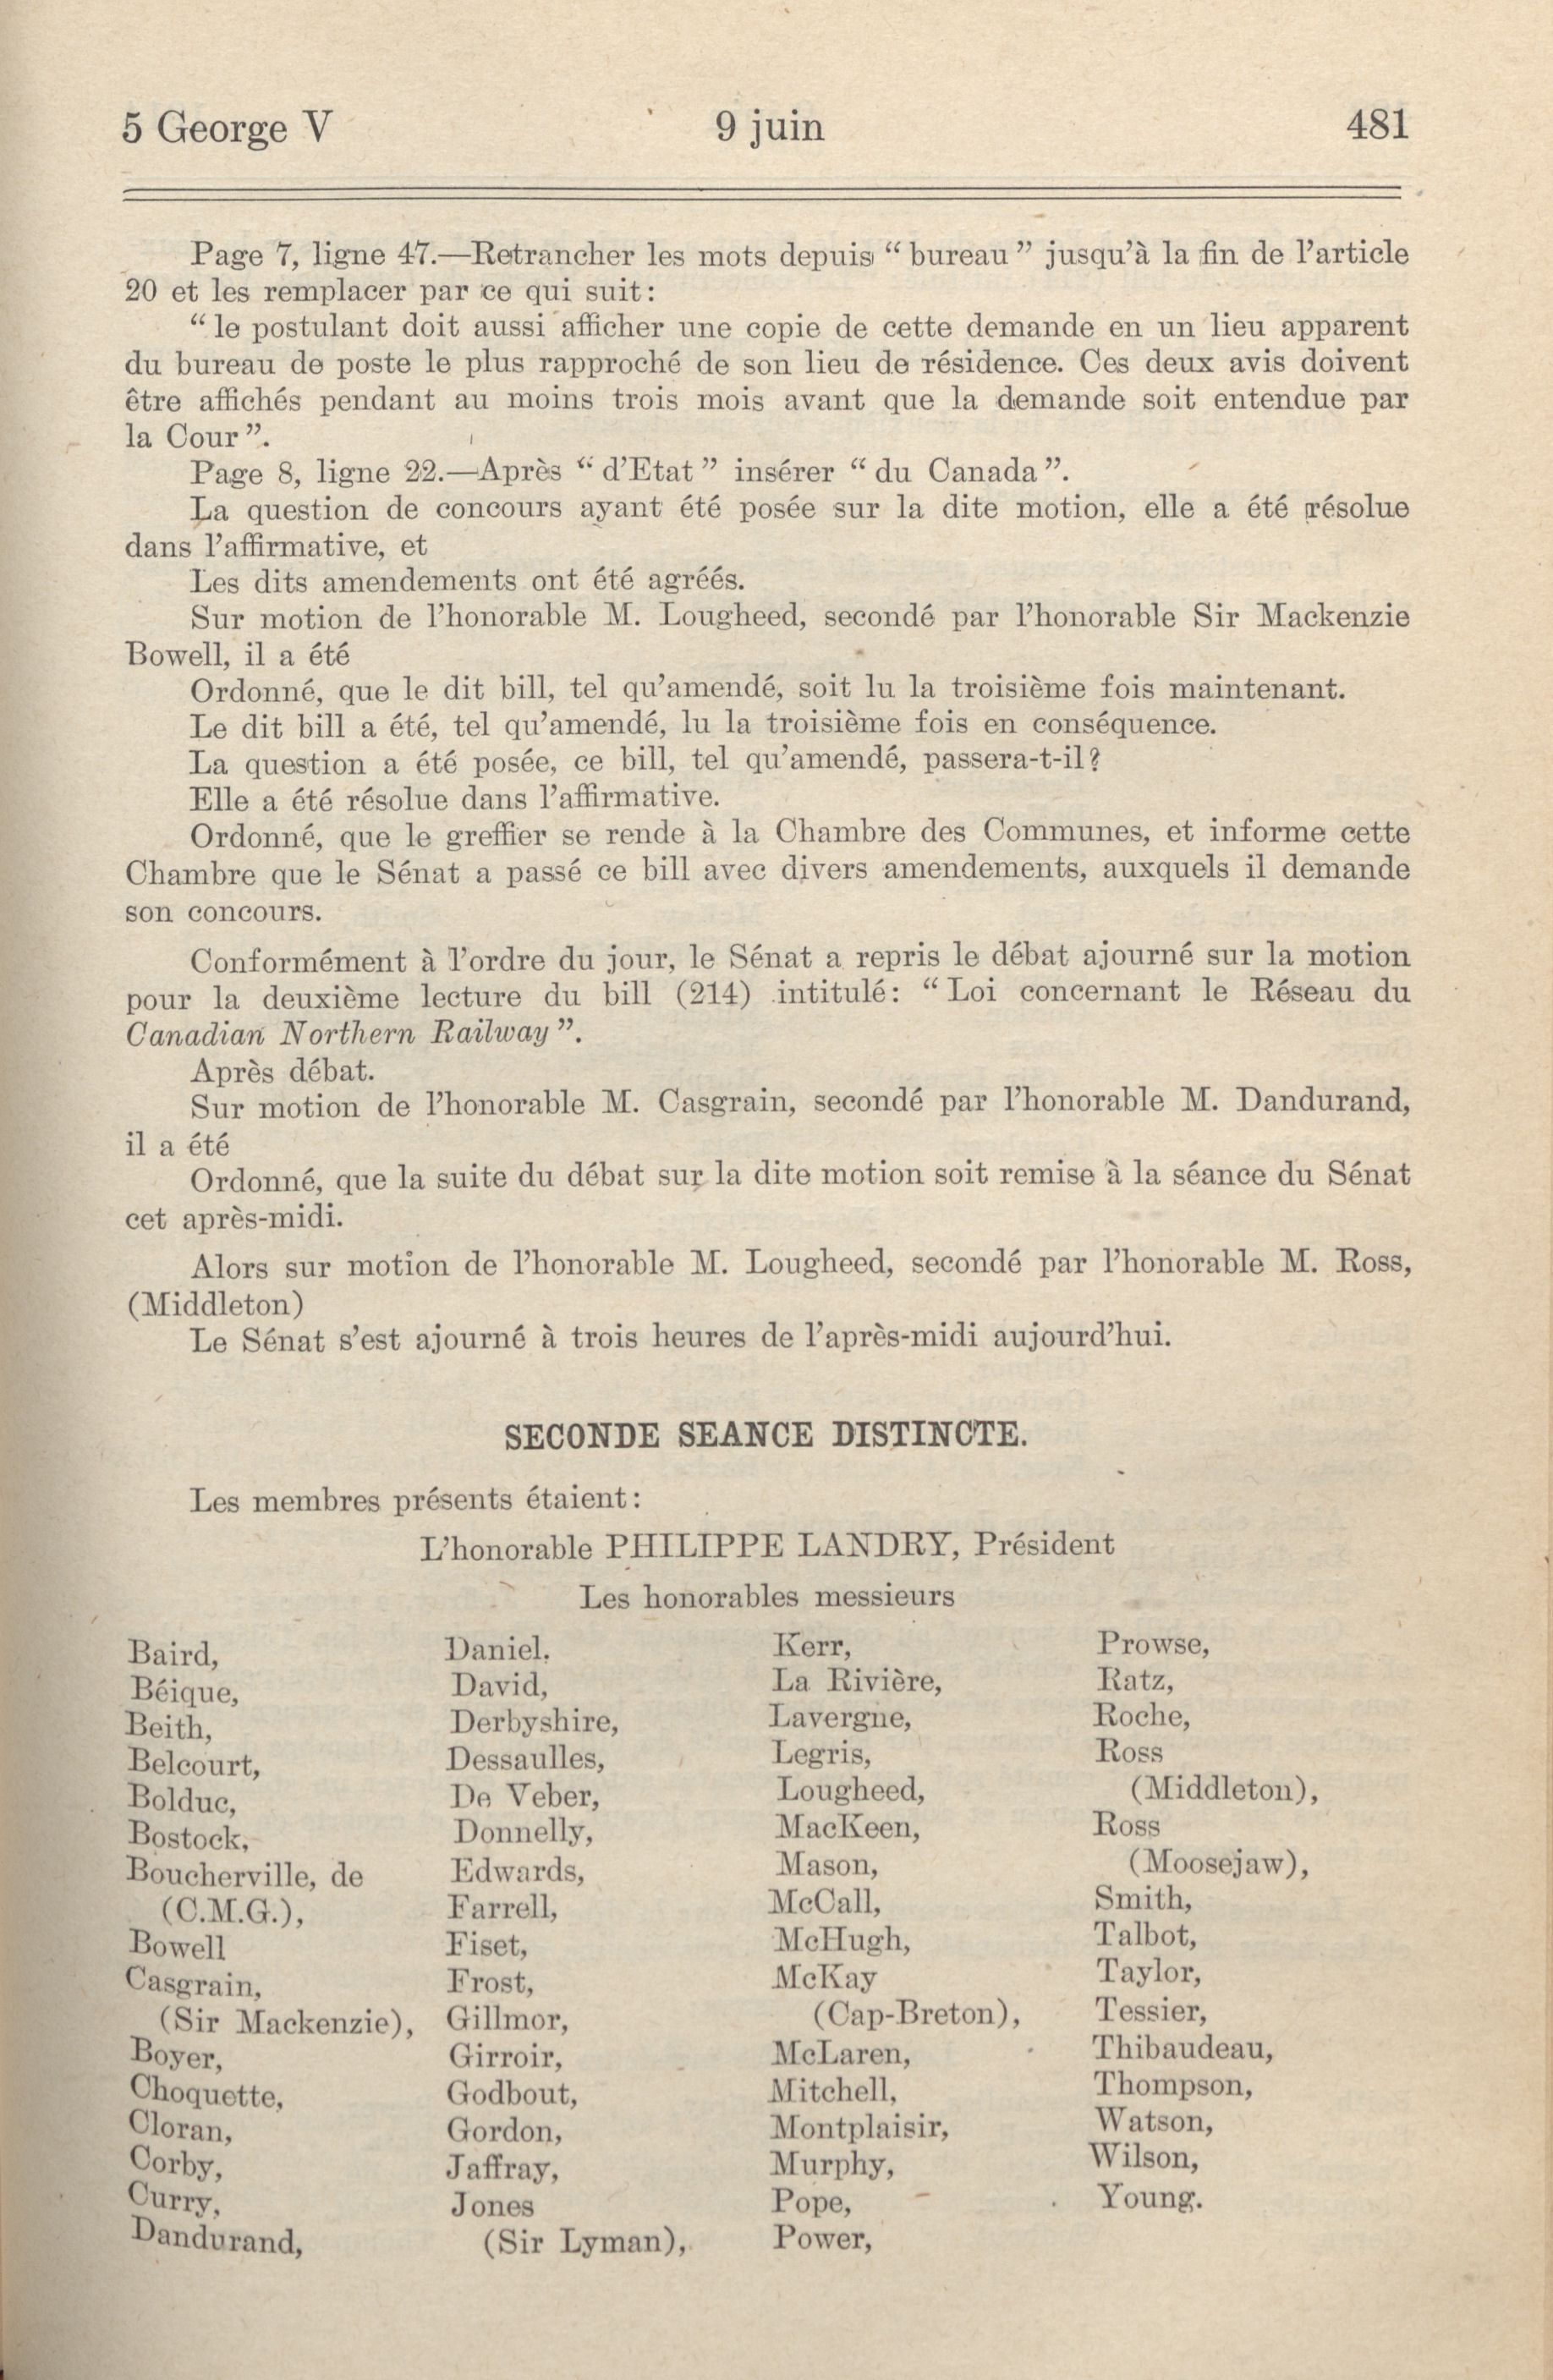 5 George V 9 juin 481
Page 7, ligne 47.—Retrancher les mots depuis “ bureau ” jusqu’à la fin de l’article
20 et les remplacer par ce qui suit:
“ le postulant doit aussi afficher une copie de cette demande en un lieu apparent
du bureau de poste le plus rapproché de son lieu de résidence. Ces deux avis doivent
être affichés pendant au moins trois mois avant que la demande soit entendue par
la Cour ”.
Page 8, ligne 22.—Après “ d’Etat ” insérer “ du Canada ”.
La question de concours ayant été posée sur la dite motion, elle a été résolue
dans l’affirmative, et
Les dits amendements ont été agréés.
Sur motion de l’honorable M. Lougheed, secondé par l’honorable Sir Mackenzie
Bowell, il a été
Ordonné, que le dit bill, tel qu’amendé, soit lu la troisième fois maintenant.
Le dit bill a été, tel qu’amendé, lu la troisième fois en conséquence.
La question a été posée, ce bill, tel qu’amendé, passera-t-il?
Elle a été résolue dans l’affirmative.
Ordonné, que le greffier se rende à la Chambre des Communes, et informe cette
Chambre que le Sénat a passé ce bill avec divers amendements, auxquels il demande
son concours.
Conformément à l’ordre du jour, le Sénat a repris le débat ajourné sur la motion
pour la deuxième lecture du bill (214) intitulé: “ Loi concernant le Réseau du
Canadian Northern Railway ”.
Après débat.
Sur motion de l’honorable M. Casgrain, secondé par l’honorable M. Dandurand,
il a été
Ordonné, que la suite du débat sur la dite motion soit remise à la séance du Sénat
cet après-midi.
Alors sur motion de l’honorable M. Lougheed, secondé par l’honorable M. Ross,
(Middleton)
Le Sénat s’est ajourné à trois heures de l’après-midi aujourd’hui.
SECONDE SEANCE DISTINCTE.
Les membres présents étaient:
L’honorable PHILIPPE LANDRY, Président
Les honorables messieurs
Baird,
Béique,
Beith,
Belcourt,
Bolduc,
Bostock,
Boucherville, de
(C.M.G.),
Bowell
Casgrain,
(Sir Mackenzie),
Boyer,
Choquette,
Cloran,
Corby,
Curry,
Dandurand,
Daniel,
David,
Derbyshire,
Dessaulles,
De Veber,
Donnelly,
Edwards,
Farrell,
Fiset,
Frost,
Gillmor,
Girroir,
Godbout,
Gordon,
Jaffray,
Jones
(Sir Lyman),
Kerr,
La Rivière,
Lavergne,
Legris,
Lougheed,
MacKeen,
Mason,
McCall,
McHugh,
McKay
(Cap-Breton),
McLaren,
Mitchell,
Montplaisir,
Murphy,
Pope,
Power,
Prowse,
Ratz,
Roche,
Ross
(Middleton),
Ross
(Moosejaw),
Smith,
Talbot,
Taylor,
Tessier,
Thibaudeau,
Thompson,
Watson,
Wilson,
Young.